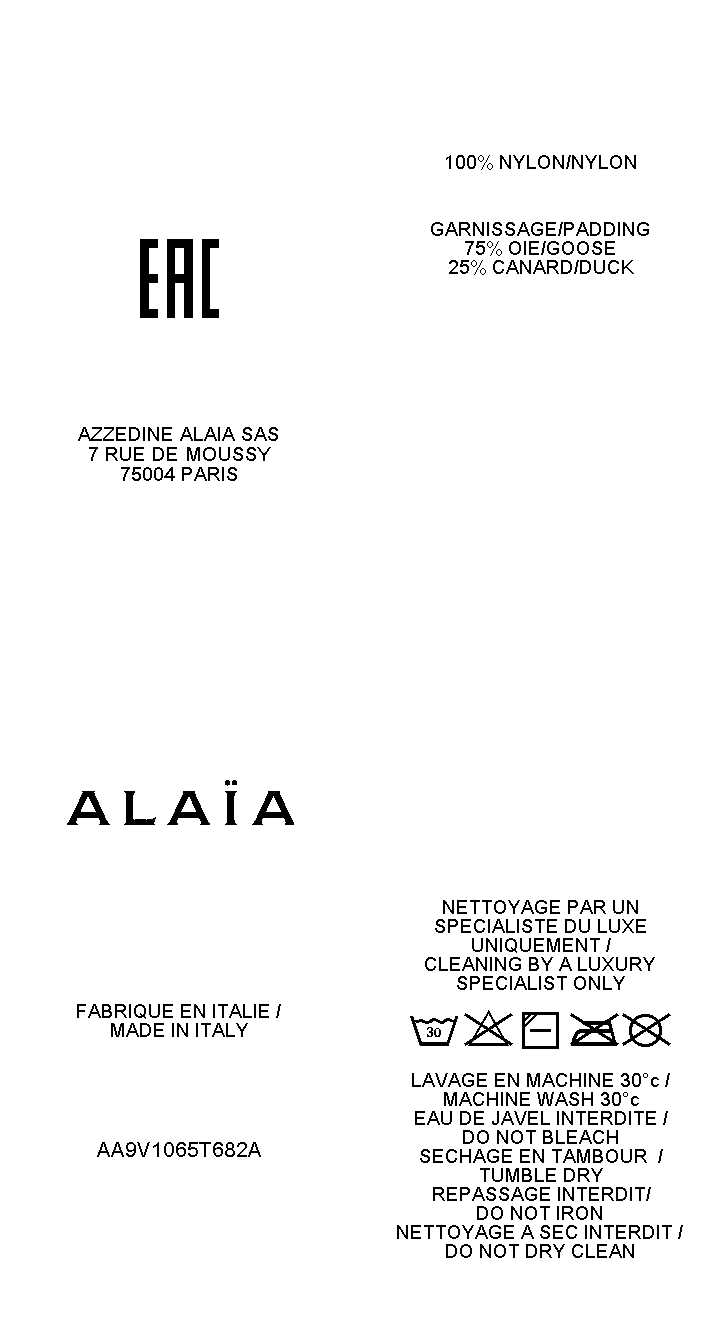 EAC
AZZEDINE ALAIA SAS
7 RUE DE MOUSSY
75004 PARIS
ALAÏA
FABRIQUE EN ITALIE /
MADE IN ITALY
AA9V1065T682A
100% NYLON/NYLON
GARNISSAGE/PADDING
75% OIE/GOOSE
25% CANARD/DUCK
NETTOYAGE PAR UN
SPECIALISTE DU LUXE
UNIQUEMENT /
CLEANING BY A LUXURY
SPECIALIST ONLY
30
LAVAGE EN MACHINE 30°c /
MACHINE WASH 30°c
EAU DE JAVEL INTERDITE /
DO NOT BLEACH
SECHAGE EN TAMBOUR /
TUMBLE DRY
REPASSAGE INTERDIT/
DO NOT IRON
NETTOYAGE A SEC INTERDIT /
DO NOT DRY CLEAN